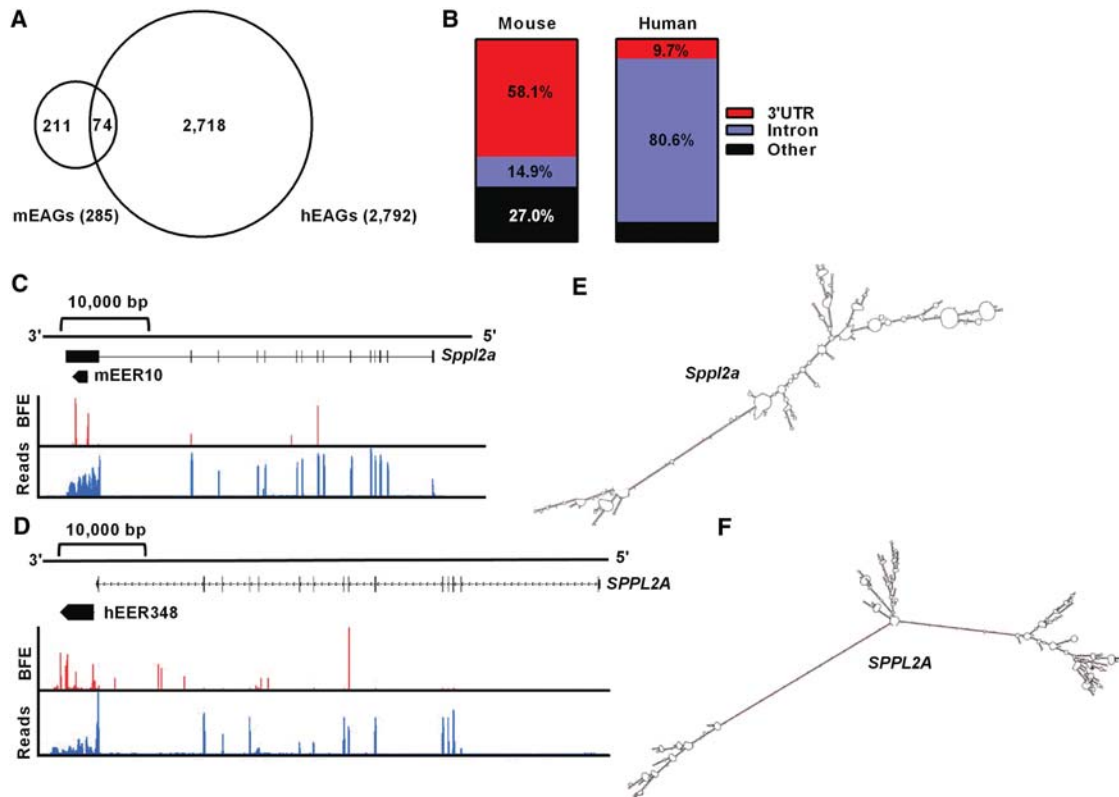 A
211
74
2,718
mEAGs (285)
hEAGs (2,792)
B
Mouse
Human
58.1%
14.9%
27.0%
9.7%
80.6%
3'UTR
Intron
Other
C
10,000 bp
3'
5'
Sppl2a
mEER10
BFE
Reads
D
10,000 bp
3'
5'
SPPL2A
hEER348
BFE
Reads
E
Sppl2a
F
SPPL2A